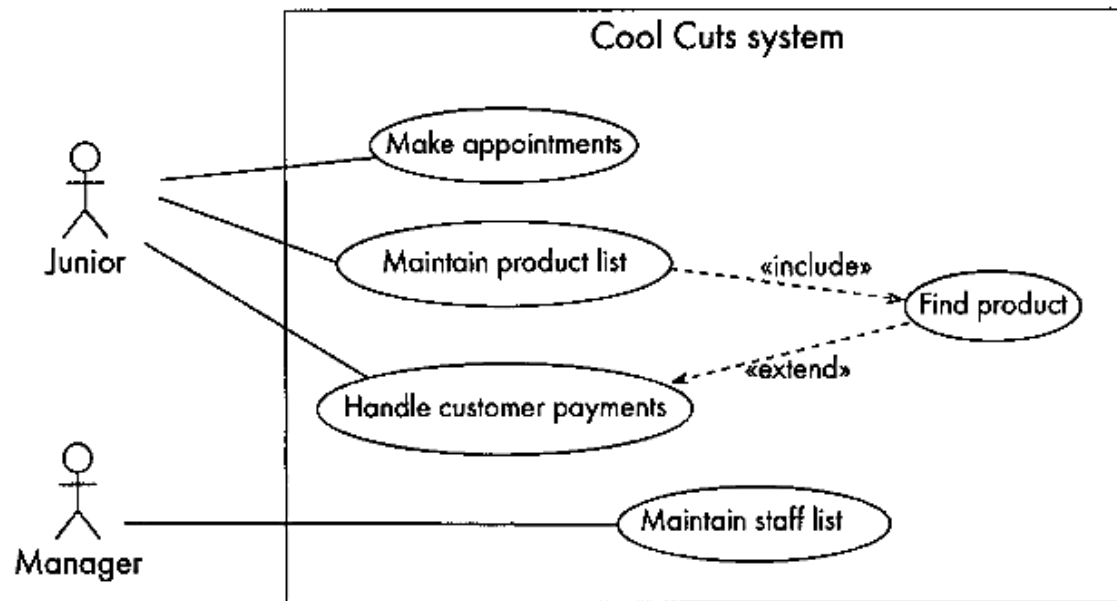 Cool Cuts system
Make appointments
Junior
Maintain product list
«include»
Find product
«extend»
Handle customer payments
Maintain staff list
Manager